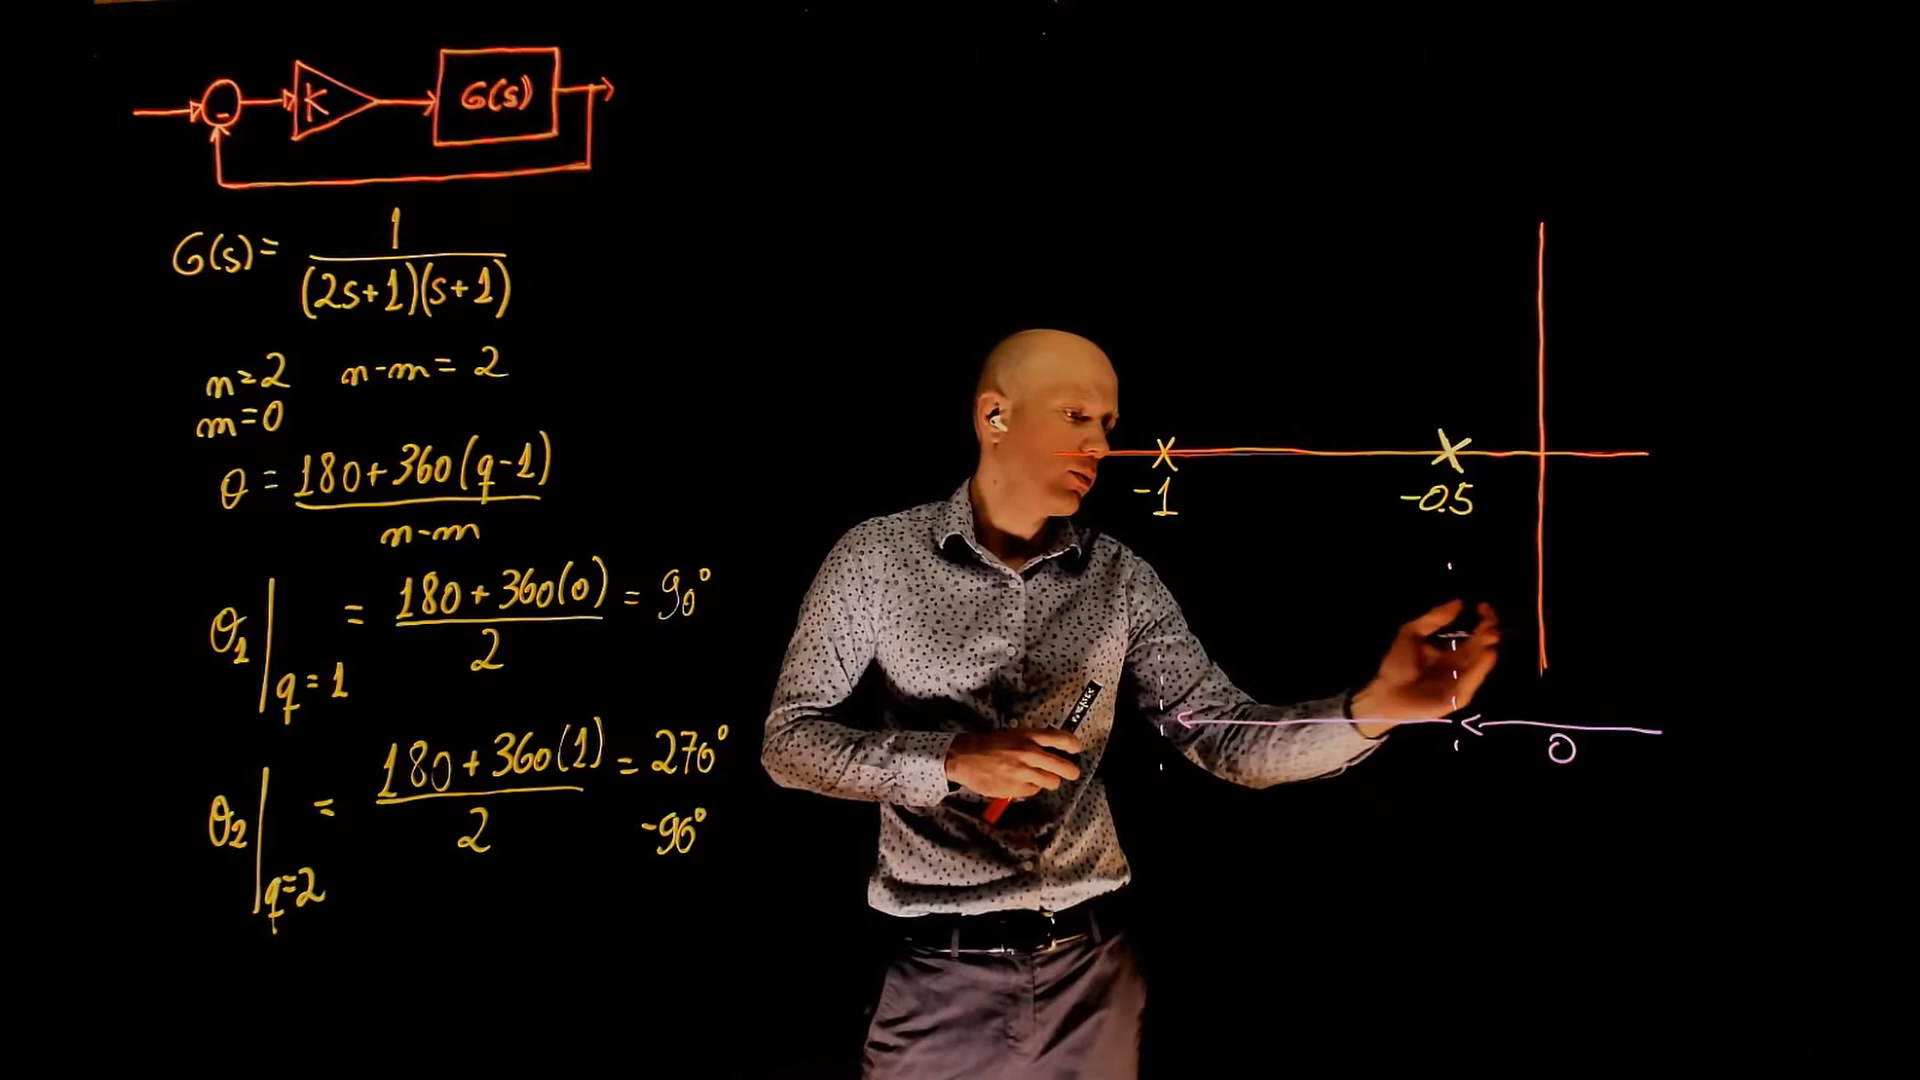 K
G(s)
-
G(s) = 1 / (2s+1)(s+1)
n=2 n-m= 2
m=0
θ = 180+360(q-1) / n-m
θ1 | q=1 = 180+360(0) / 2 = 90°
θ2 | q=2 = 180+360(1) / 2 = 270°
-90°
-1 -0.5
0